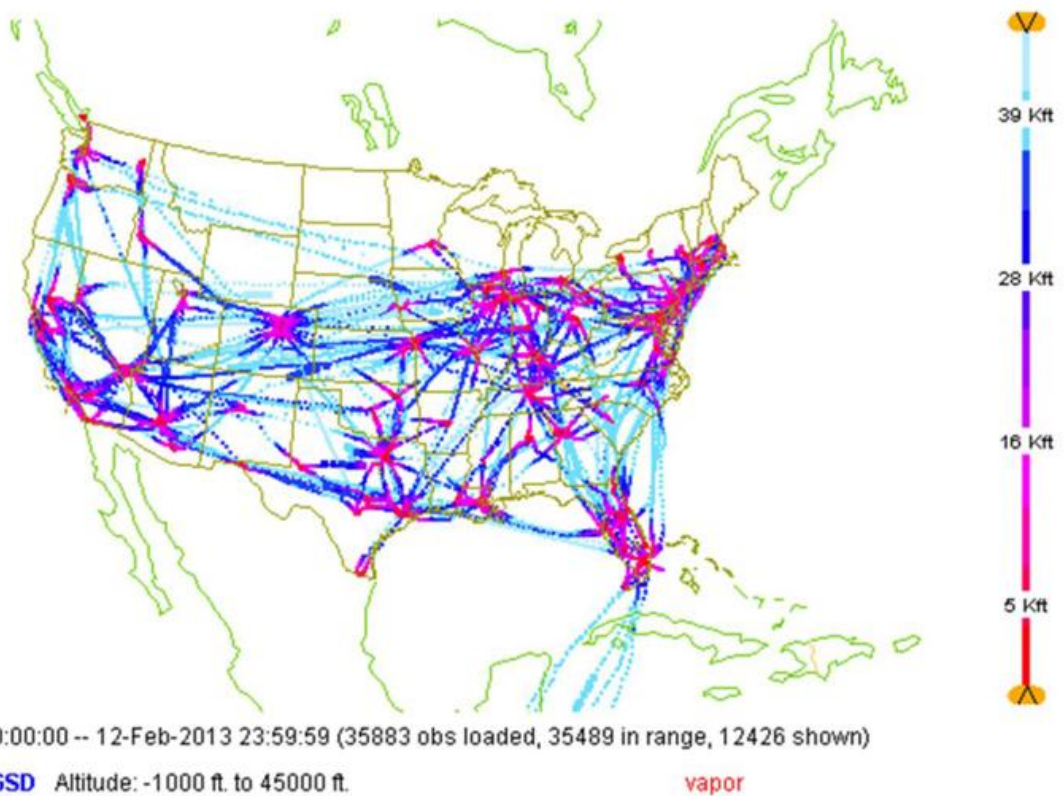 39 Kft
28 Kft
16 Kft
5 Kft
0:00:00 -- 12-Feb-2013 23:59:59 (35883 obs loaded, 35489 in range, 12426 shown)
GSD Altitude: -1000 ft. to 45000 ft. vapor